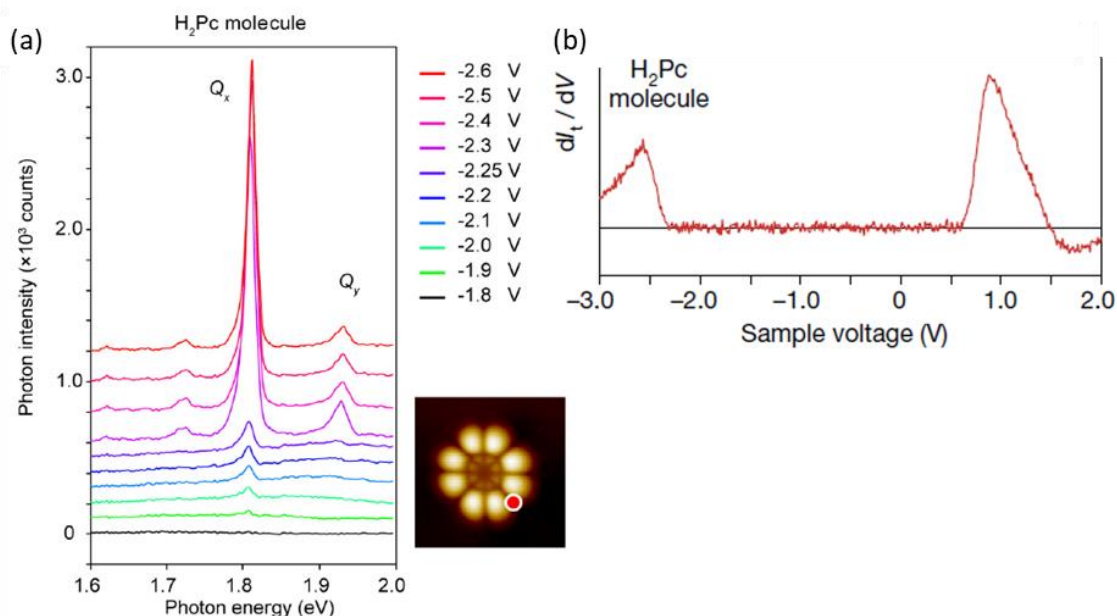 (a)
H₂Pc molecule
Photon intensity (×10³ counts)
3.0
2.0
1.0
0
Qx
Qy
1.6 1.7 1.8 1.9 2.0
Photon energy (eV)
-2.6 V
-2.5 V
-2.4 V
-2.3 V
-2.25 V
-2.2 V
-2.1 V
-2.0 V
-1.9 V
-1.8 V
(b)
H₂Pc
molecule
dIt / dV
−3.0 −2.0 −1.0 0 1.0 2.0
Sample voltage (V)